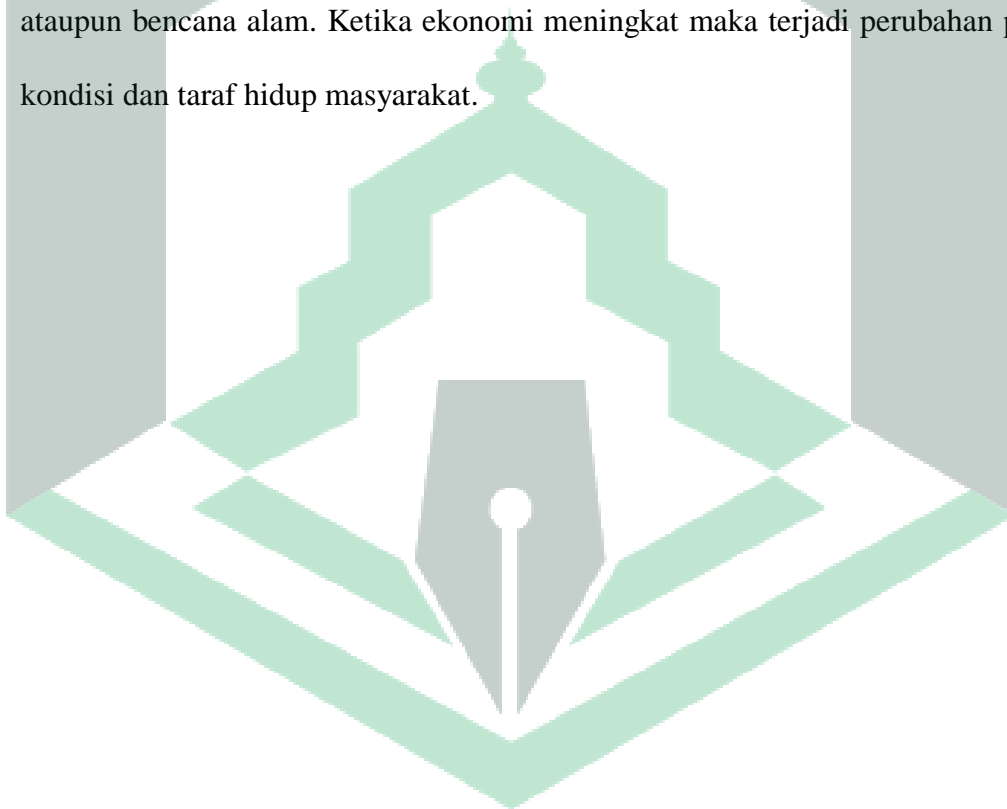 ataupun bencana alam. Ketika ekonomi meningkat maka terjadi perubahan
kondisi dan taraf hidup masyarakat.